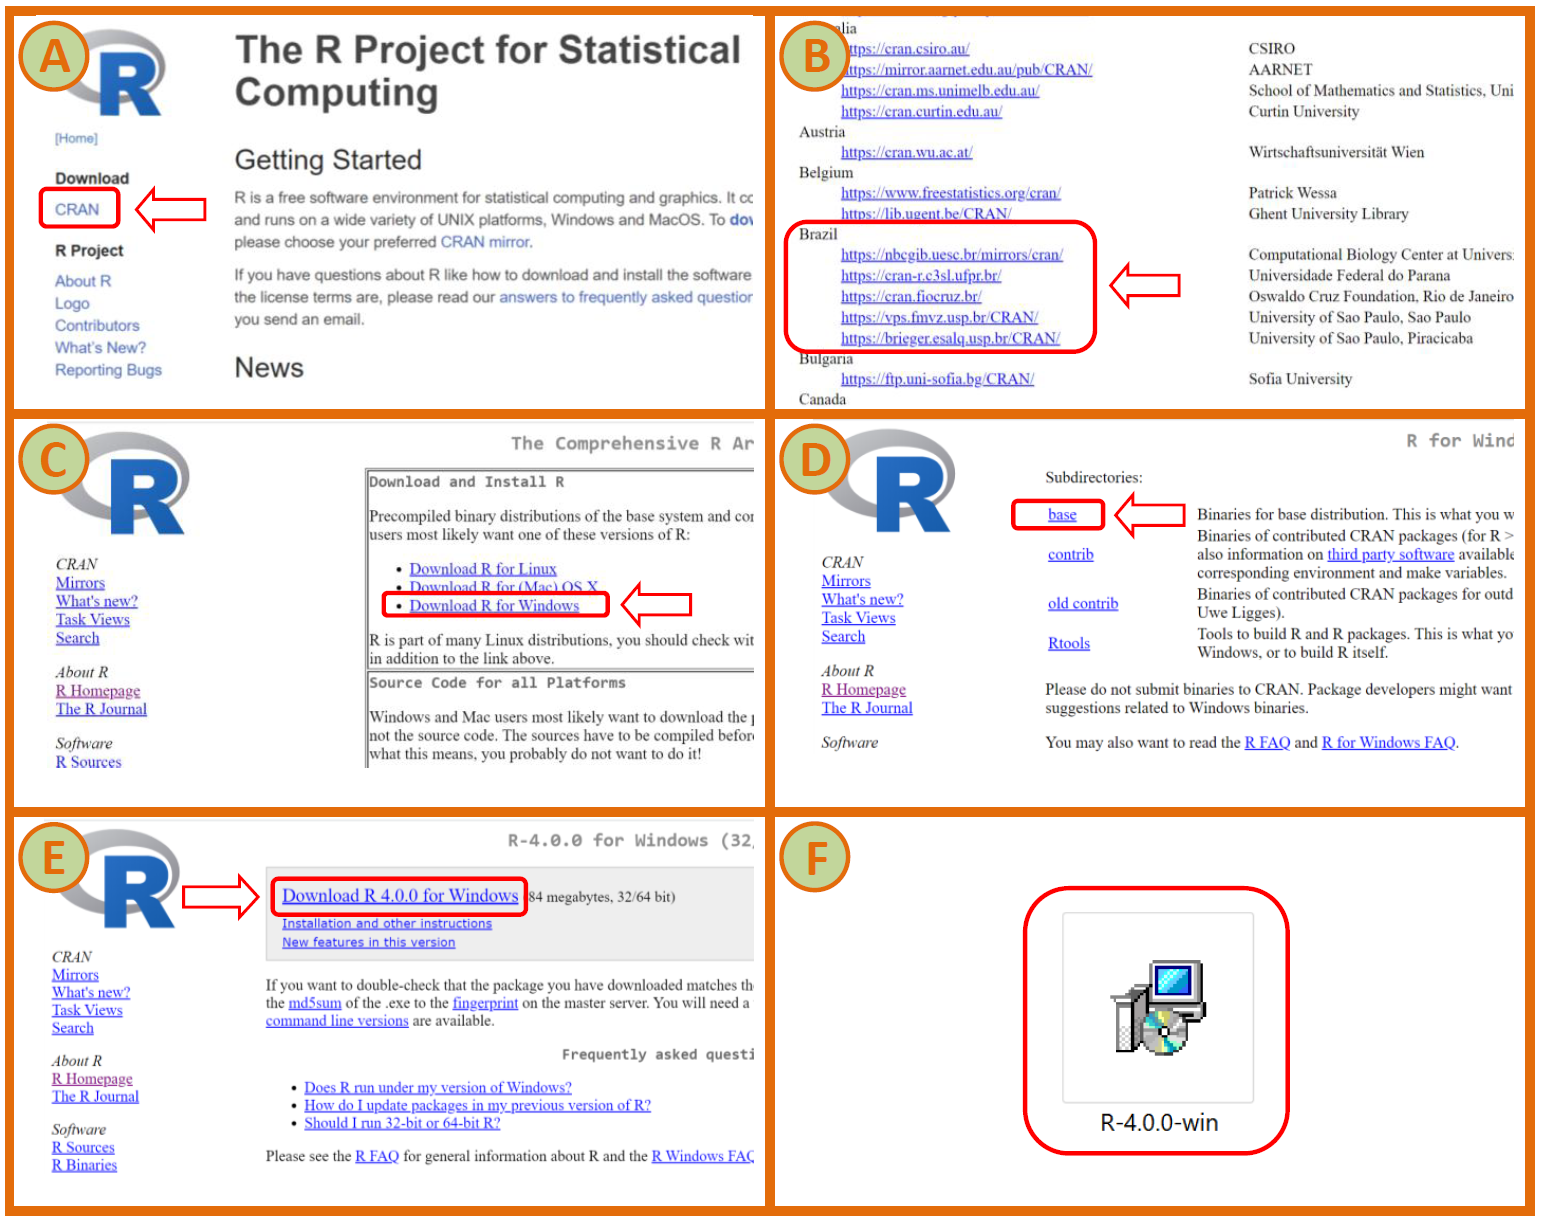 A
R
The R Project for Statistical
Computing
[Home]
Download
CRAN
R Project
About R
Logo
Contributors
What's New?
Reporting Bugs
Getting Started
R is a free software environment for statistical computing and graphics. It
and runs on a wide variety of UNIX platforms, Windows and MacOS. To
please choose your preferred CRAN mirror.
If you have questions about R like how to download and install the software
the license terms are, please read our answers to frequently asked
you send an email.
News
B
https://cran.csiro.au/ CSIRO
https://mirror.aarnet.edu.au/pub/CRAN/ AARNET
https://cran.ms.unimelb.edu.au/ School of Mathematics and Statistics,
https://cran.curtin.edu.au/ Curtin University
Austria
https://cran.wu.ac.at/ Wirtschaftsuniversität Wien
Belgium
https://www.freestatistics.org/cran/ Patrick Wessa
https://lib.ugent.be/CRAN/ Ghent University Library
Brazil
https://nbcgib.uesc.br/mirrors/cran/ Computational Biology Center at
https://cran-r.c3sl.ufpr.br/ Universidade Federal do Parana
https://cran.fiocruz.br/ Oswaldo Cruz Foundation, Rio de Janeiro
https://vps.fmvz.usp.br/CRAN/ University of Sao Paulo, Sao Paulo
https://brieger.esalq.usp.br/CRAN/ University of Sao Paulo, Piracicaba
Bulgaria
https://ftp.uni-sofia.bg/CRAN/ Sofia University
Canada
C
R
CRAN
Mirrors
What's new?
Task Views
Search
About R
R Homepage
The R Journal
Software
R Sources
The Comprehensive R
Download and Install R
Precompiled binary distributions of the base system and
users most likely want one of these versions of R:
• Download R for Linux
• Download R for (Mac) OS X
• Download R for Windows
R is part of many Linux distributions, you should check
in addition to the link above.
Source Code for all Platforms
Windows and Mac users most likely want to download the
not the source code. The sources have to be compiled
what this means, you probably do not want to do it!
D
R
CRAN
Mirrors
What's new?
Task Views
Search
About R
R Homepage
The R Journal
Software
R for
Subdirectories:
base Binaries for base distribution. This is what you
contrib Binaries of contributed CRAN packages (for R >
also information on third party software available
corresponding environment and make variables.
old contrib Binaries of contributed CRAN packages for
Uwe Ligges).
Rtools Tools to build R and R packages. This is what
Windows, or to build R itself.
Please do not submit binaries to CRAN. Package developers might want
suggestions related to Windows binaries.
You may also want to read the R FAQ and R for Windows FAQ.
E
R
CRAN
Mirrors
What's new?
Task Views
Search
About R
R Homepage
The R Journal
Software
R Sources
R Binaries
R-4.0.0 for Windows (32
Download R 4.0.0 for Windows (84 megabytes, 32/64 bit)
Installation and other instructions
New features in this version
If you want to double-check that the package you have downloaded matches
the md5sum of the .exe to the fingerprint on the master server. You will need a
command line versions are available.
Frequently asked
• Does R run under my version of Windows?
• How do I update packages in my previous version of R?
• Should I run 32-bit or 64-bit R?
Please see the R FAQ for general information about R and the R Windows FAQ
F
R-4.0.0-win